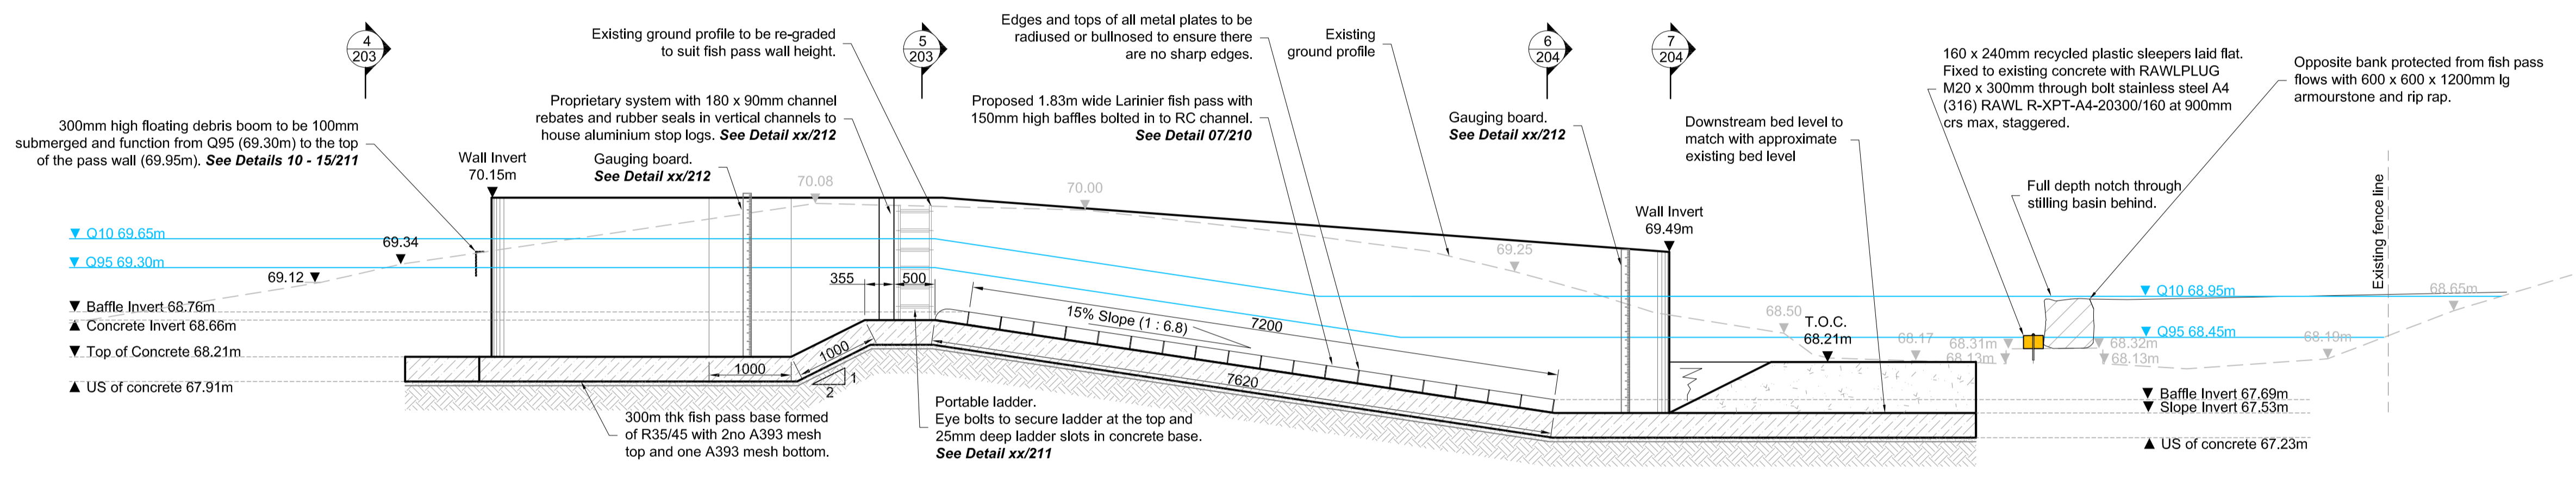 4
203
5
203
6
204
7
204
Existing ground profile to be re-graded
to suit fish pass wall height.
Edges and tops of all metal plates to be
radiused or bullnosed to ensure there
are no sharp edges.
Existing
ground profile
160 x 240mm recycled plastic sleepers laid flat.
Fixed to existing concrete with RAWLPLUG
M20 x 300mm through bolt stainless steel A4
(316) RAWL R-XPT-A4-20300/160 at 900mm
crs max, staggered.
Opposite bank protected from fish pass
flows with 600 x 600 x 1200mm lg
armourstone and rip rap.
300mm high floating debris boom to be 100mm
submerged and function from Q95 (69.30m) to the top
of the pass wall (69.95m). See Details 10 - 15/211
Proprietary system with 180 x 90mm channel
rebates and rubber seals in vertical channels to
house aluminium stop logs. See Detail xx/212
Proposed 1.83m wide Larinier fish pass with
150mm high baffles bolted in to RC channel.
See Detail 07/210
Gauging board.
See Detail xx/212
Downstream bed level to
match with approximate
existing bed level
Wall Invert
70.15m
Gauging board.
See Detail xx/212
70.08
70.00
Full depth notch through
stilling basin behind.
Existing fence line
Wall Invert
69.49m
Q10 69.65m
69.34
69.25
Q95 69.30m
69.12
355
500
Q10 68.95m
68.65m
Baffle Invert 68.76m
Concrete Invert 68.66m
15% Slope (1 : 6.8)
7200
68.50
T.O.C.
68.21m
68.17
68.31m
68.13m
68.32m
68.13m
Q95 68.45m
68.19m
Top of Concrete 68.21m
US of concrete 67.91m
1000
1000
1
2
7620
Baffle Invert 67.69m
Slope Invert 67.53m
US of concrete 67.23m
300m thk fish pass base formed
of R35/45 with 2no A393 mesh
top and one A393 mesh bottom.
Portable ladder.
Eye bolts to secure ladder at the top and
25mm deep ladder slots in concrete base.
See Detail xx/211